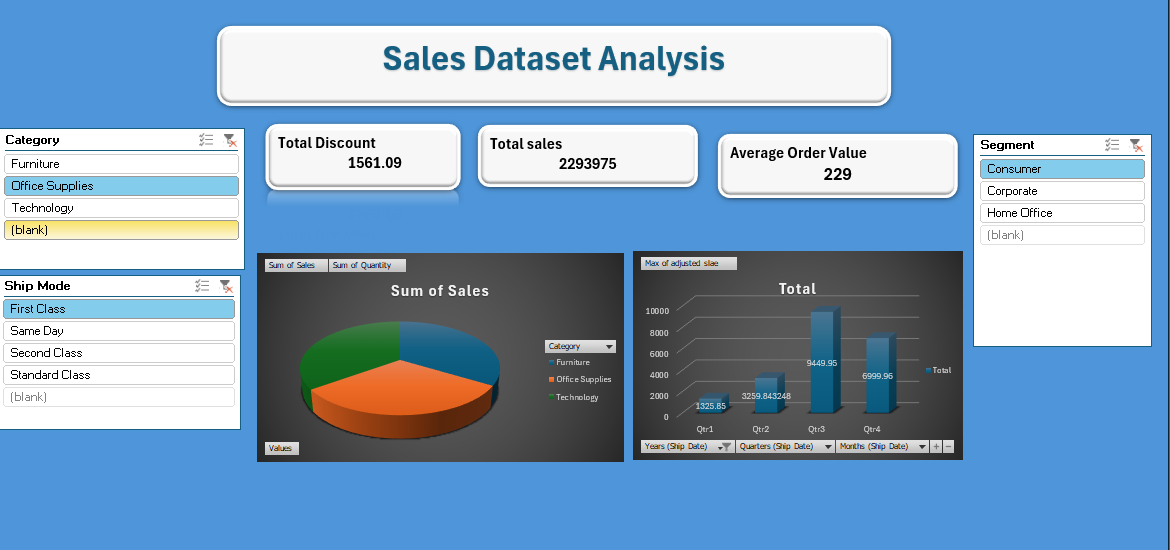 Sales Dataset Analysis
Category
Furniture
Office Supplies
Technology
(blank)
Ship Mode
First Class
Same Day
Second Class
Standard Class
(blank)
Total Discount
1561.09
Total sales
2293975
Average Order Value
229
Segment
Consumer
Corporate
Home Office
(blank)
Sum of Sales
Sum of Quantity
Sum of Sales
Category
Furniture
Office Supplies
Technology
Values
Max of adjusted slae
Total
10000
8000
6000
4000
2000
0
1325.85
3259.843248
9449.95
6999.96
Qtr1
Qtr2
Qtr3
Qtr4
Total
Years (Ship Date)
Quarters (Ship Date)
Months (Ship Date)
+ −